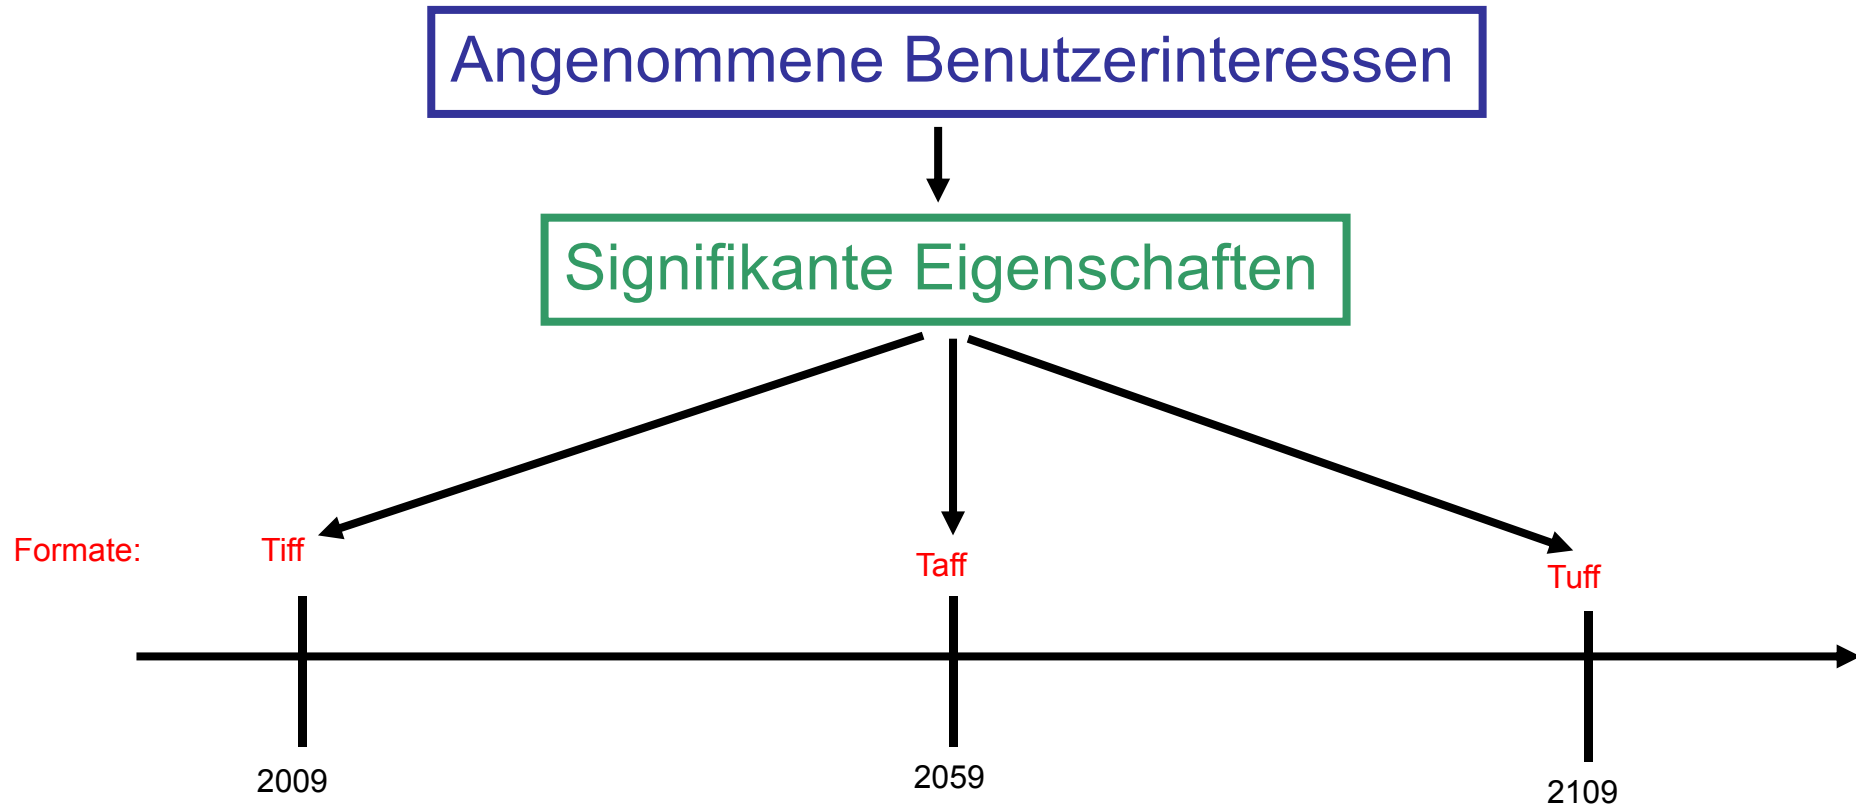 Angenommene Benutzerinteressen
Signifikante Eigenschaften
Formate: Tiff Taff Tuff
2009 2059 2109